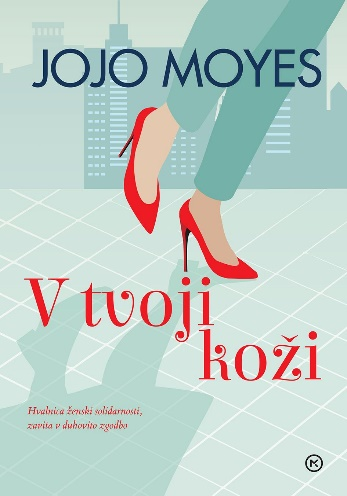 JOJO MOYES
V tvoji
koži
Hvalnica ženski solidarnosti,
zavita v duhovito zgodbo